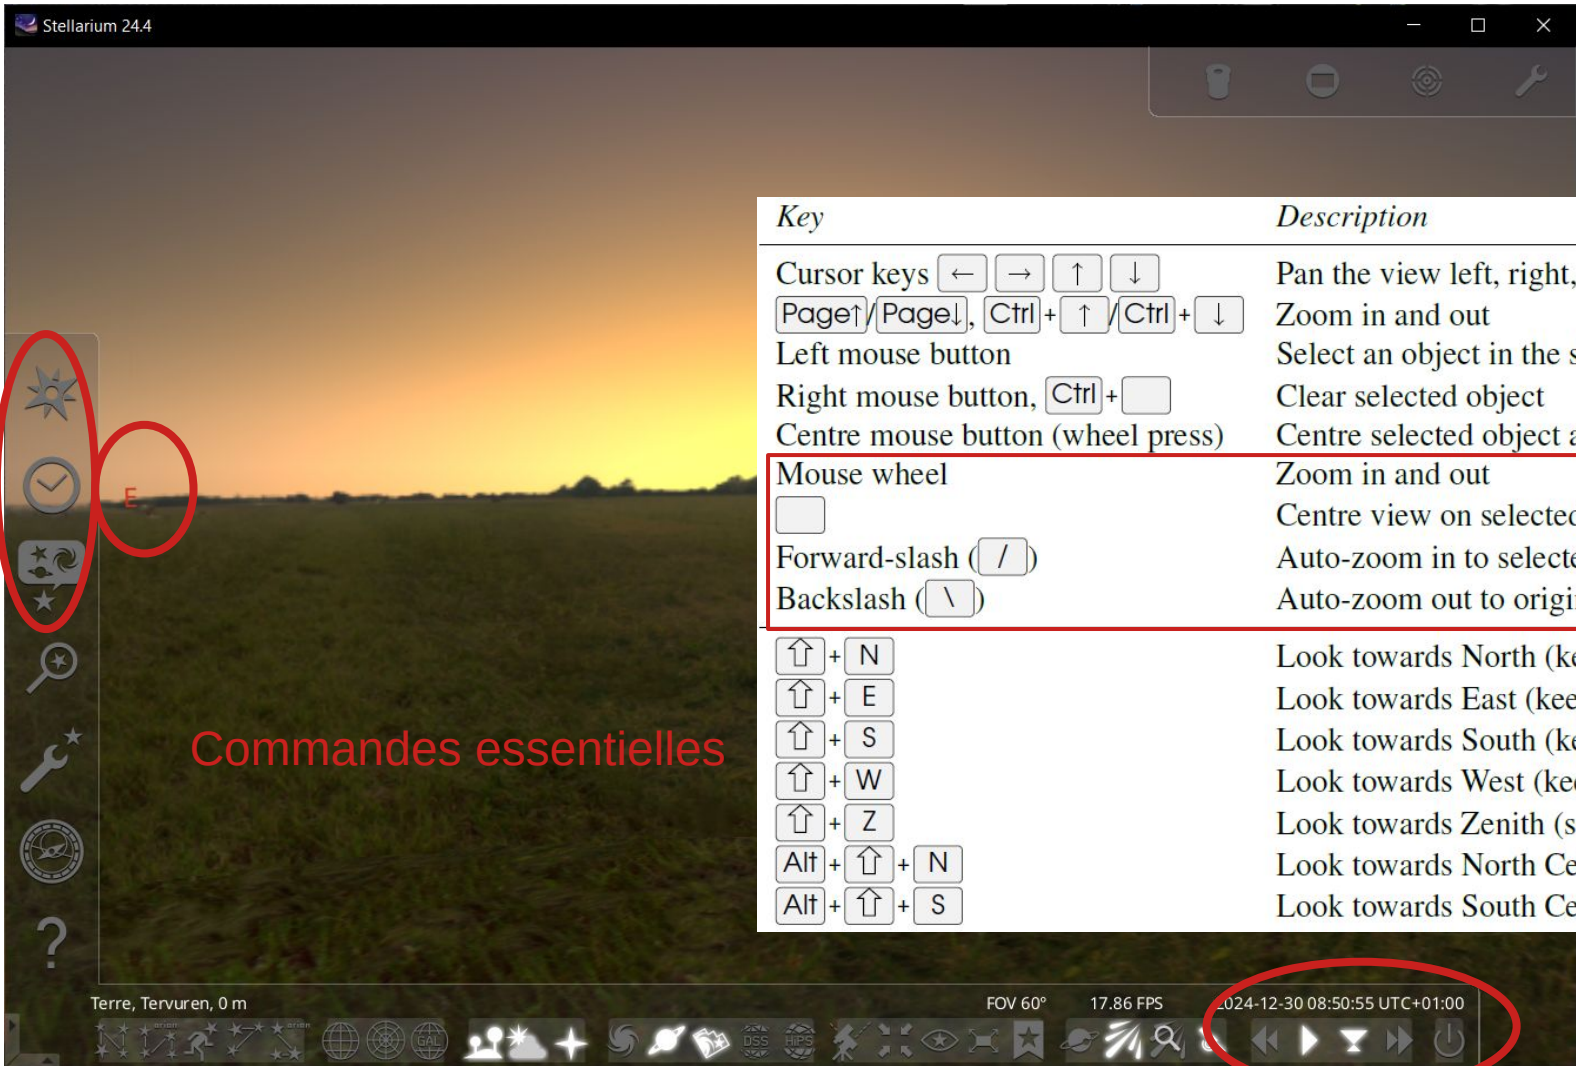 Stellarium 24.4
Key Description
Cursor keys ← → ↑ ↓ Pan the view left, right,
Page↑/Page↓, Ctrl+↑/Ctrl+↓ Zoom in and out
Left mouse button Select an object in the s
Right mouse button, Ctrl+ Clear selected object
Centre mouse button (wheel press) Centre selected object a
Mouse wheel Zoom in and out
Centre view on selected
Forward-slash ( / ) Auto-zoom in to selecte
Backslash ( \ ) Auto-zoom out to origi
⇧+N Look towards North (ke
⇧+E Look towards East (kee
⇧+S Look towards South (ke
⇧+W Look towards West (kee
⇧+Z Look towards Zenith (s
Alt+⇧+N Look towards North Ce
Alt+⇧+S Look towards South Ce
E
Commandes essentielles
?
Terre, Tervuren, 0 m FOV 60° 17.86 FPS 2024-12-30 08:50:55 UTC+01:00
GAL DSS HiPS